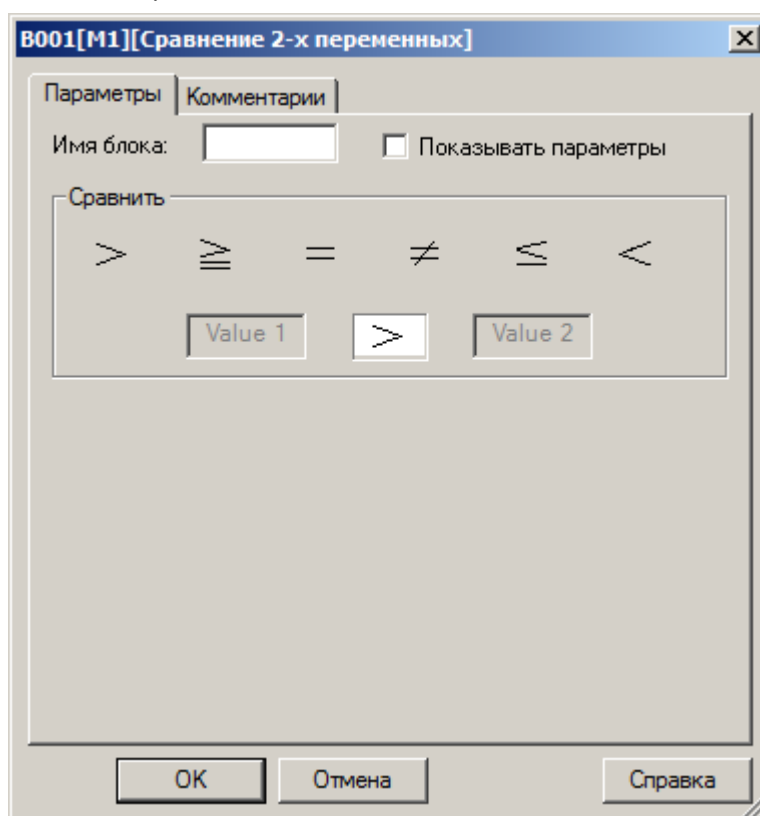 B001[M1][Сравнение 2-х переменных]
Параметры Комментарии
Имя блока: Показывать параметры
Сравнить
> ≧ = ≠ ≤ <
Value 1 > Value 2
OK Отмена Справка